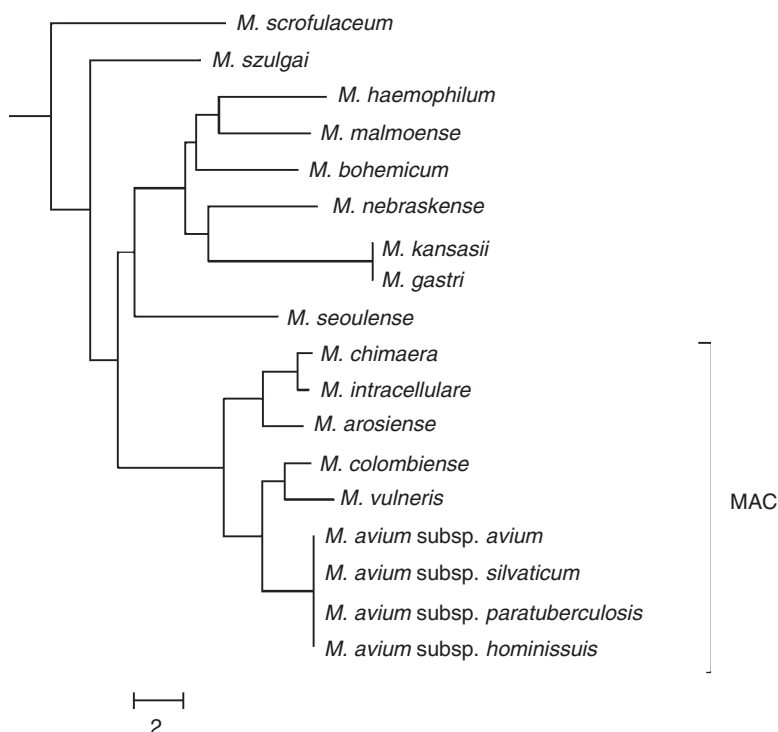 M. scrofulaceum
M. szulgai
M. haemophilum
M. malmoense
M. bohemicum
M. nebraskense
M. kansasii
M. gastri
M. seoulense
M. chimaera
M. intracellulare
M. arosiense
M. colombiense
M. vulneris
MAC
M. avium subsp. avium
M. avium subsp. silvaticum
M. avium subsp. paratuberculosis
M. avium subsp. hominissuis
2